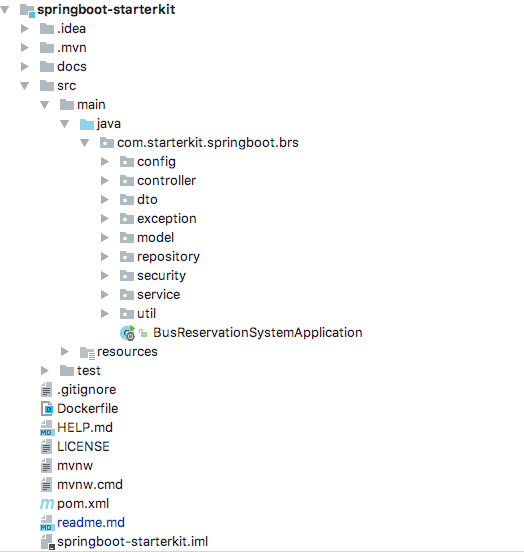 springboot-starterkit
.idea
.mvn
docs
src
main
java
com.starterkit.springboot.brs
config
controller
dto
exception
model
repository
security
service
util
BusReservationSystemApplication
resources
test
.gitignore
Dockerfile
HELP.md
LICENSE
mvnw
mvnw.cmd
pom.xml
readme.md
springboot-starterkit.iml